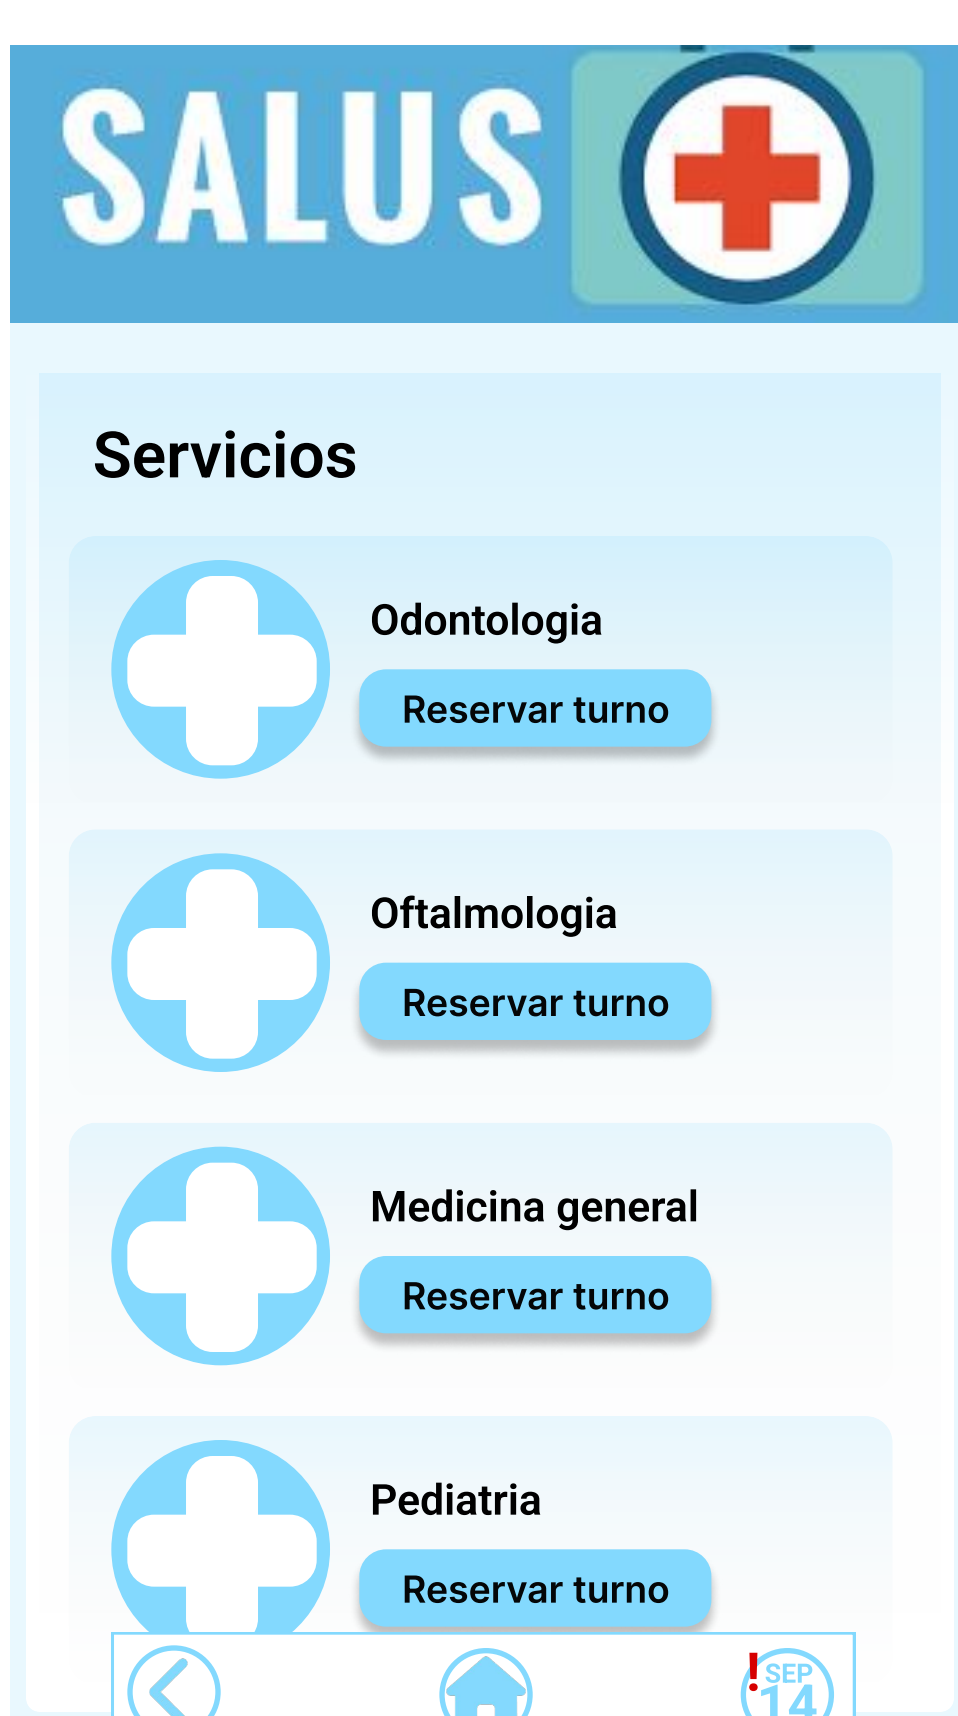 SALUS
Servicios
Odontologia
Reservar turno
Oftalmologia
Reservar turno
Medicina general
Reservar turno
Pediatria
Reservar turno
! SEP
14